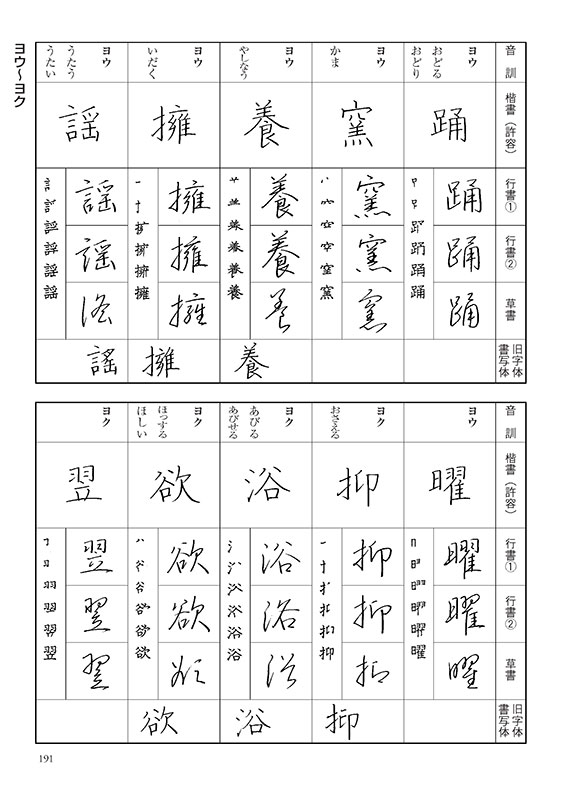 ヨウ〜ヨク
音 訓
楷書(許容)
行書①
行書②
草書
旧字体
書写体
ヨウ
おどる
おどり
踊
踊
踊
踊
ヨウ
かま
窯
窯
窯
窯
ヨウ
やしなう
養
養
養
養
養
ヨウ
いだく
擁
擁
擁
擁
擁
ヨウ
うたう
うたい
謡
謡
謡
謡
謠
音 訓
楷書(許容)
行書①
行書②
草書
旧字体
書写体
ヨウ
曜
曜
曜
曜
ヨク
おさえる
抑
抑
抑
抑
抑
ヨク
あびる
あびせる
浴
浴
浴
浴
浴
ヨク
ほっする
ほしい
欲
欲
欲
欲
欲
ヨク
翌
翌
翌
翌
191